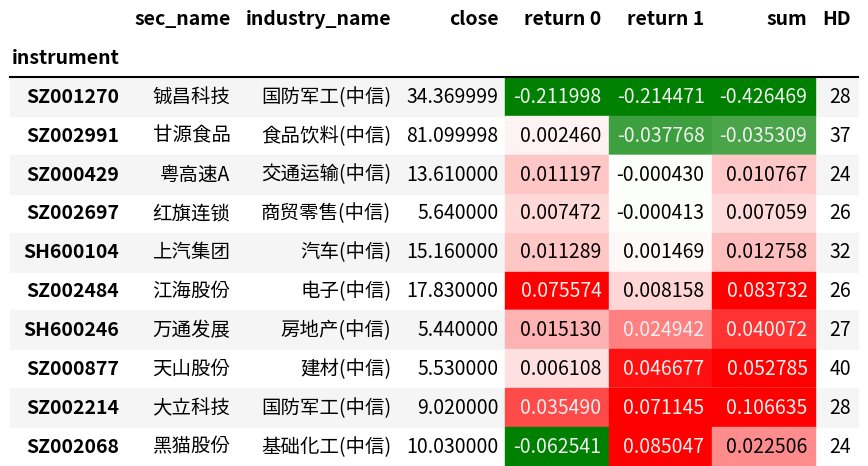 sec_name industry_name close return 0 return 1 sum HD
instrument
SZ001270 铖昌科技 国防军工(中信) 34.369999 -0.211998 -0.214471 -0.426469 28
SZ002991 甘源食品 食品饮料(中信) 81.099998 0.002460 -0.037768 -0.035309 37
SZ000429 粤高速A 交通运输(中信) 13.610000 0.011197 -0.000430 0.010767 24
SZ002697 红旗连锁 商贸零售(中信) 5.640000 0.007472 -0.000413 0.007059 26
SH600104 上汽集团 汽车(中信) 15.160000 0.011289 0.001469 0.012758 32
SZ002484 江海股份 电子(中信) 17.830000 0.075574 0.008158 0.083732 26
SH600246 万通发展 房地产(中信) 5.440000 0.015130 0.024942 0.040072 27
SZ000877 天山股份 建材(中信) 5.530000 0.006108 0.046677 0.052785 40
SZ002214 大立科技 国防军工(中信) 9.020000 0.035490 0.071145 0.106635 28
SZ002068 黑猫股份 基础化工(中信) 10.030000 -0.062541 0.085047 0.022506 24